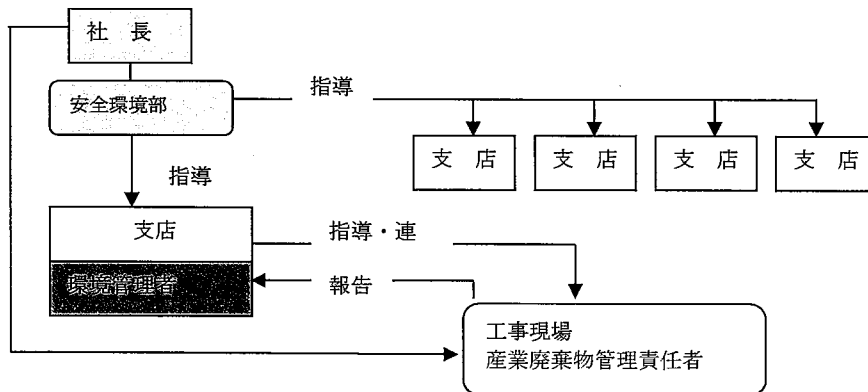 社 長
安全環境部
指導
支 店
支 店
支 店
支 店
指導
支店
指導・連
環境管理者
報告
工事現場
産業廃棄物管理責任者